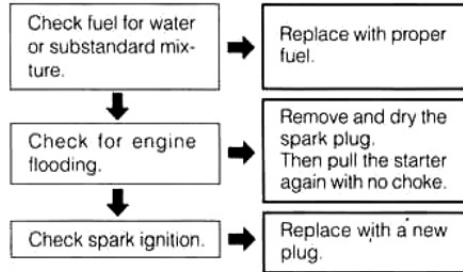 Check fuel for water
or substandard mix-
ture.
Replace with proper
fuel.
Check for engine
flooding.
Remove and dry the
spark plug.
Then pull the starter
again with no choke.
Check spark ignition.
Replace with a new
plug.